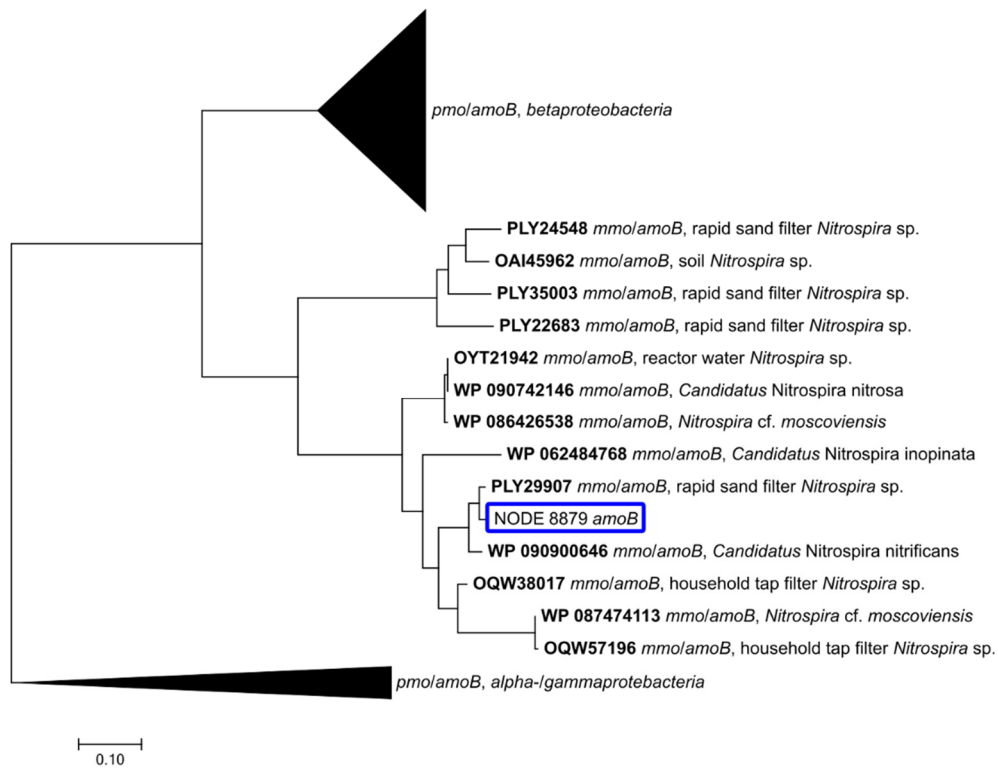 pmo/amoB, betaproteobacteria
PLY24548 mmo/amoB, rapid sand filter Nitrospira sp.
OAI45962 mmo/amoB, soil Nitrospira sp.
PLY35003 mmo/amoB, rapid sand filter Nitrospira sp.
PLY22683 mmo/amoB, rapid sand filter Nitrospira sp.
OYT21942 mmo/amoB, reactor water Nitrospira sp.
WP 090742146 mmo/amoB, Candidatus Nitrospira nitrosa
WP 086426538 mmo/amoB, Nitrospira cf. moscoviensis
WP 062484768 mmo/amoB, Candidatus Nitrospira inopinata
PLY29907 mmo/amoB, rapid sand filter Nitrospira sp.
NODE 8879 amoB
WP 090900646 mmo/amoB, Candidatus Nitrospira nitrificans
OQW38017 mmo/amoB, household tap filter Nitrospira sp.
WP 087474113 mmo/amoB, Nitrospira cf. moscoviensis
OQW57196 mmo/amoB, household tap filter Nitrospira sp.
pmo/amoB, alpha-/gammaprotebacteria
0.10